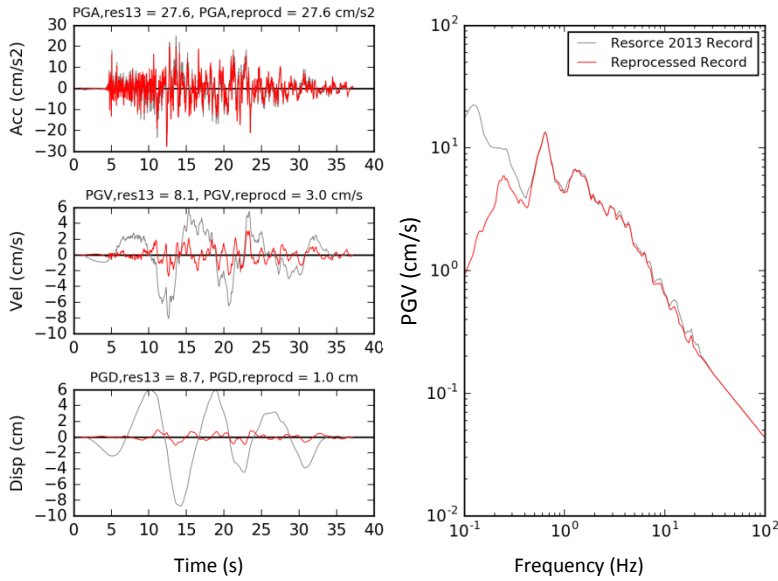 PGA,res13 = 27.6, PGA,reprocd = 27.6 cm/s2
Acc (cm/s2)
30
20
10
0
−10
−20
30
0 5 10 15 20 25 30 35 40
PGV,res13 = 8.1, PGV,reprocd = 3.0 cm/s
Vel (cm/s)
6
4
2
0
−2
−4
−6
−8
−10
0 5 10 15 20 25 30 35 40
PGD,res13 = 8.7, PGD,reprocd = 1.0 cm
Disp (cm)
6
4
2
0
−2
−4
−6
−8
−10
0 5 10 15 20 25 30 35 40
Time (s)
Resorce 2013 Record
Reprocessed Record
PGV (cm/s)
10^2
10^1
10^0
10^-1
10^-2
10^-1 10^0 10^1 10^2
Frequency (Hz)